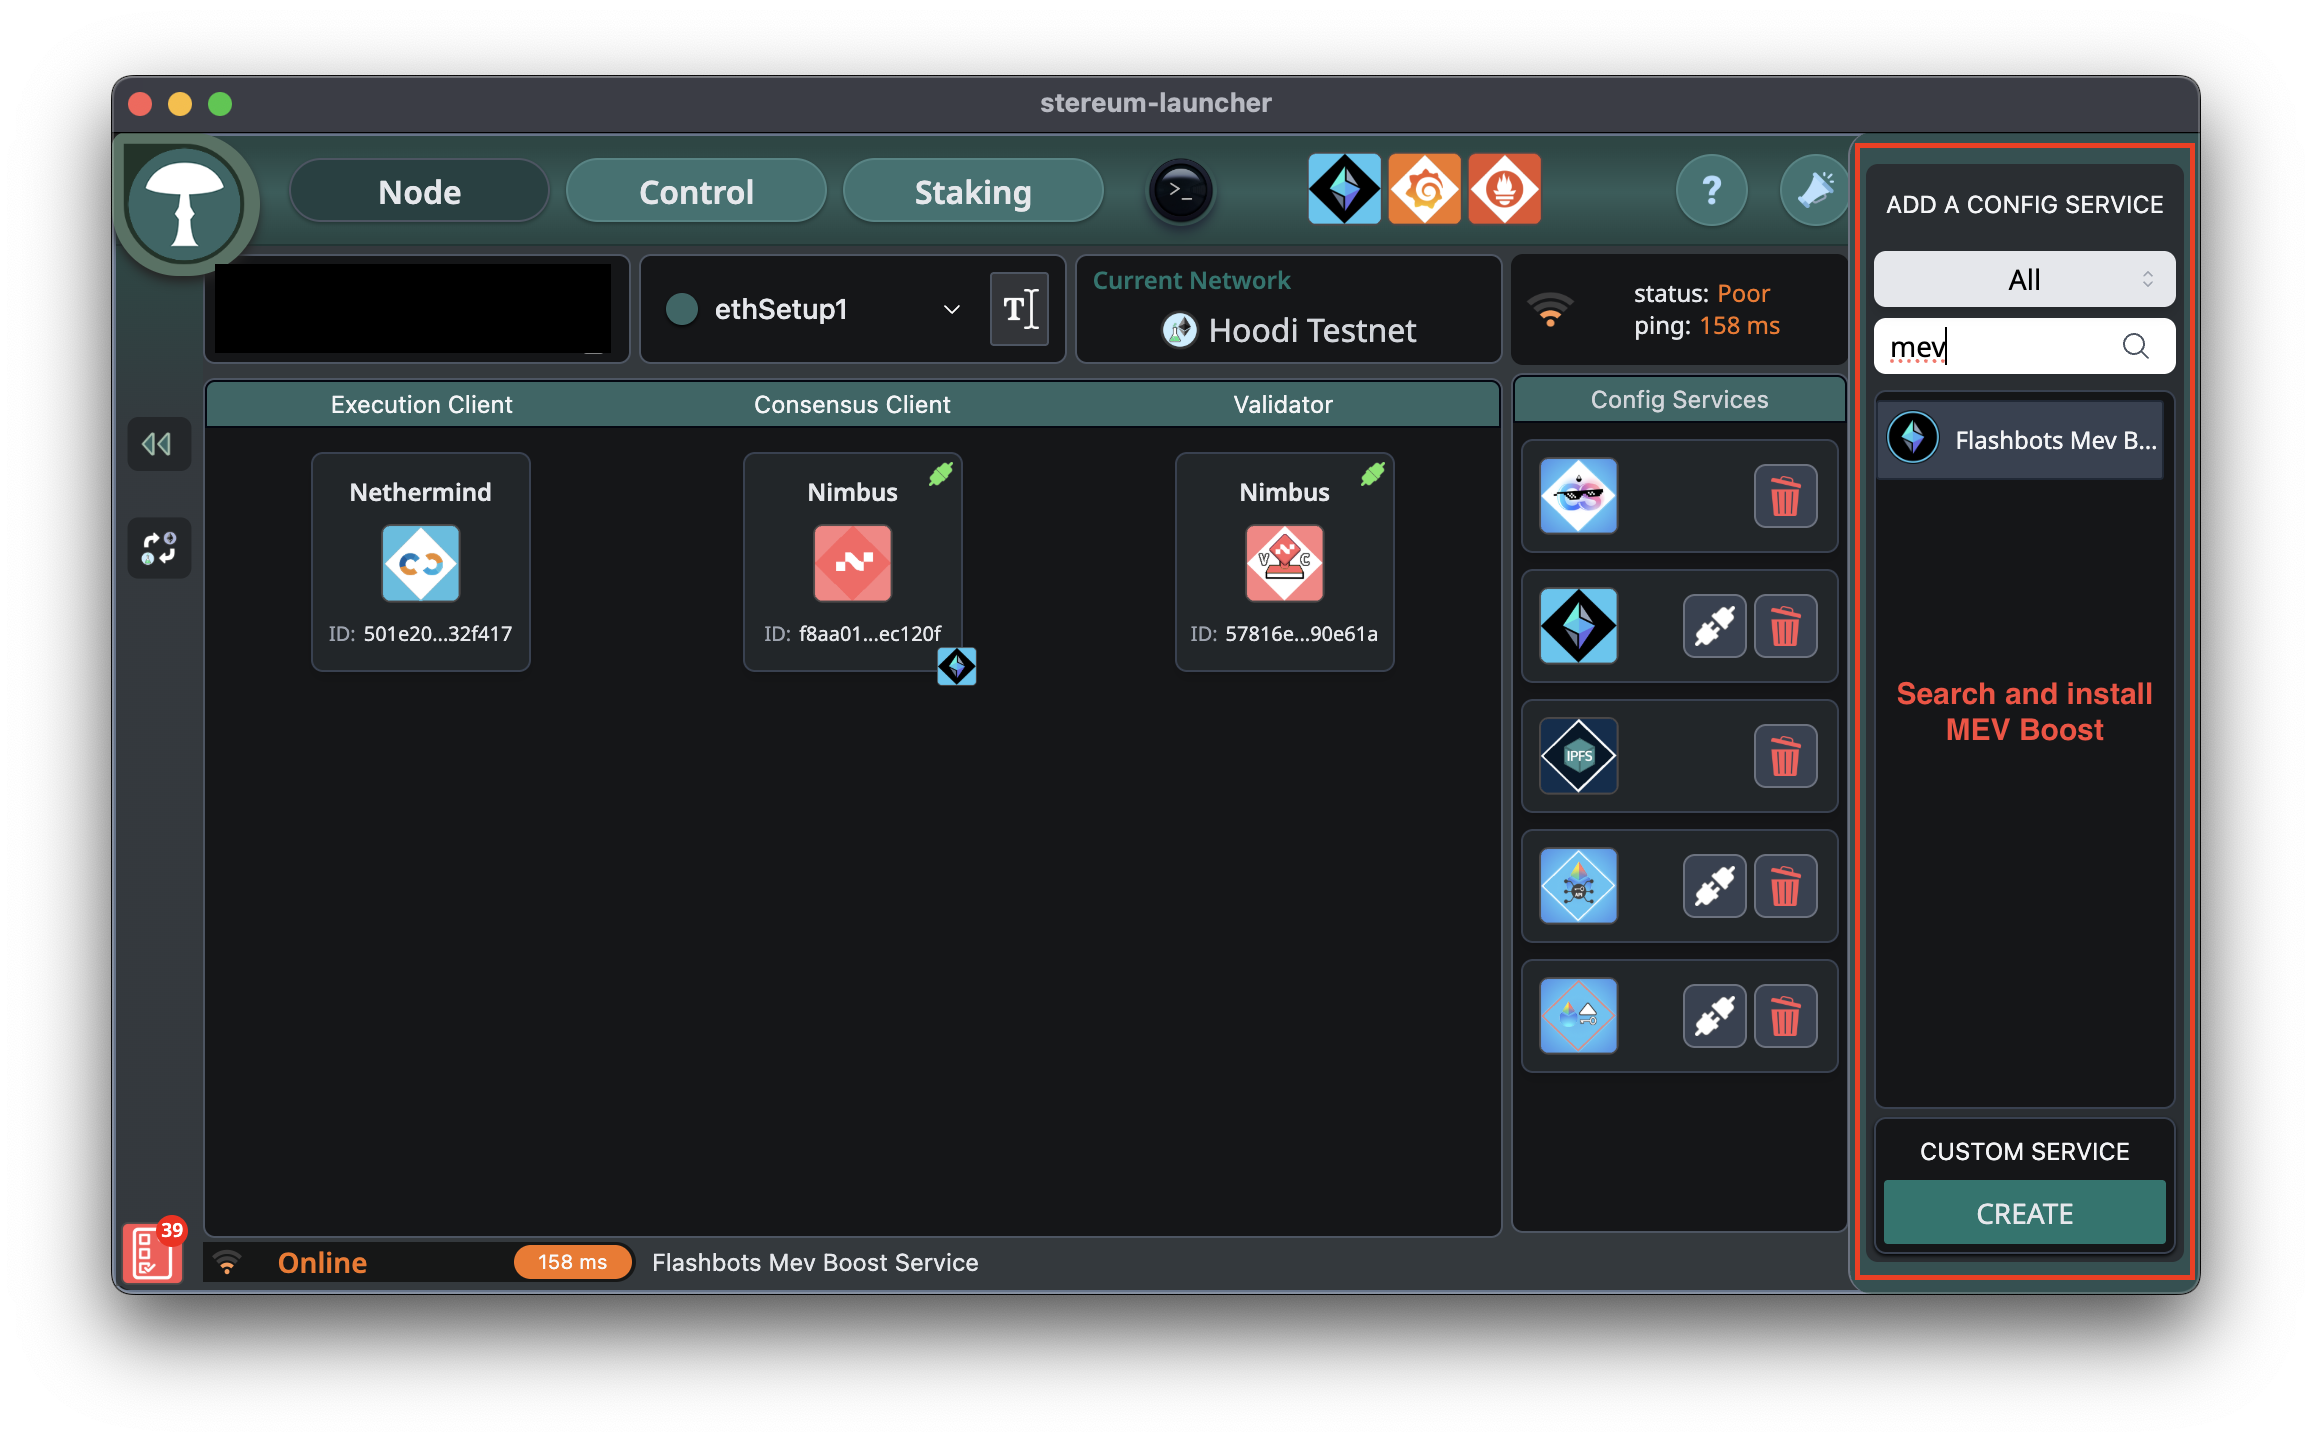 stereum-launcher
Node
Control
Staking
>_
?
ADD A CONFIG SERVICE
All
mev
Flashbots Mev B...
Search and install
MEV Boost
CUSTOM SERVICE
CREATE
ethSetup1
T
Current Network
Hoodi Testnet
status: Poor
ping: 158 ms
Execution Client
Consensus Client
Validator
Config Services
Nethermind
ID: 501e20...32f417
Nimbus
N
ID: f8aa01...ec120f
Nimbus
N
V C
ID: 57816e...90e61a
CS
IPFS
API
39
Online
158 ms
Flashbots Mev Boost Service